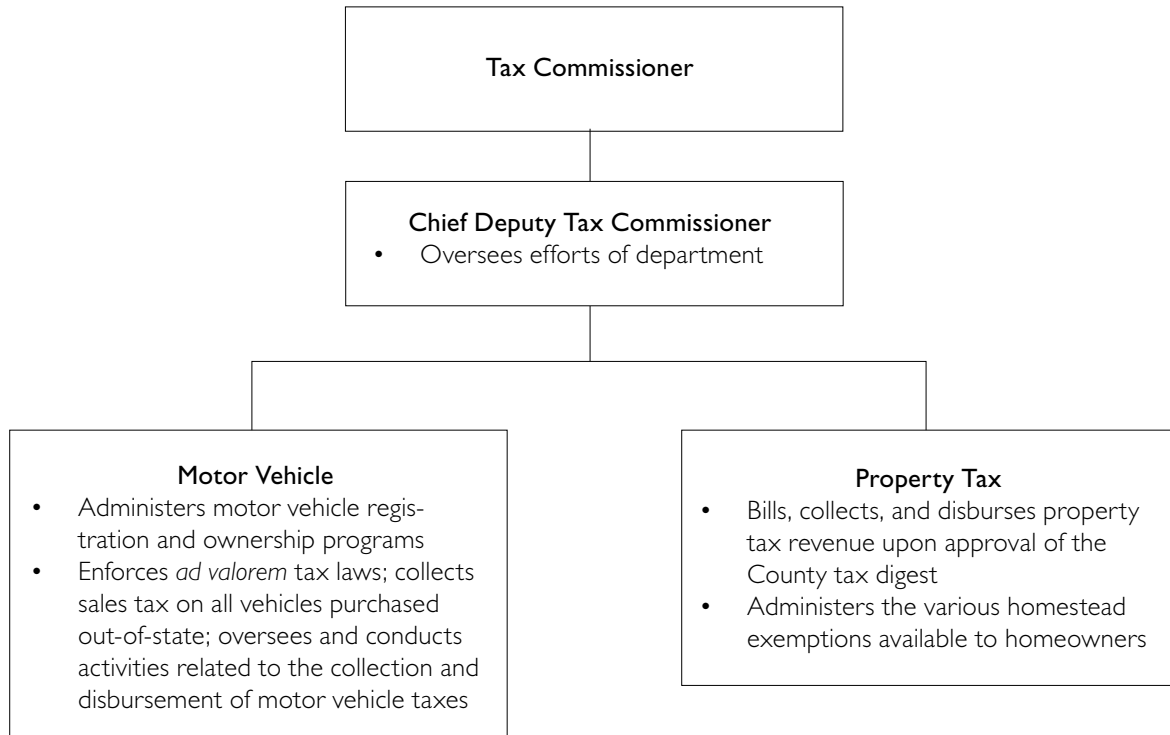 Tax Commissioner
Chief Deputy Tax Commissioner
• Oversees efforts of department
Motor Vehicle
• Administers motor vehicle regis-
tration and ownership programs
• Enforces ad valorem tax laws; collects
sales tax on all vehicles purchased
out-of-state; oversees and conducts
activities related to the collection and
disbursement of motor vehicle taxes
Property Tax
• Bills, collects, and disburses property
tax revenue upon approval of the
County tax digest
• Administers the various homestead
exemptions available to homeowners